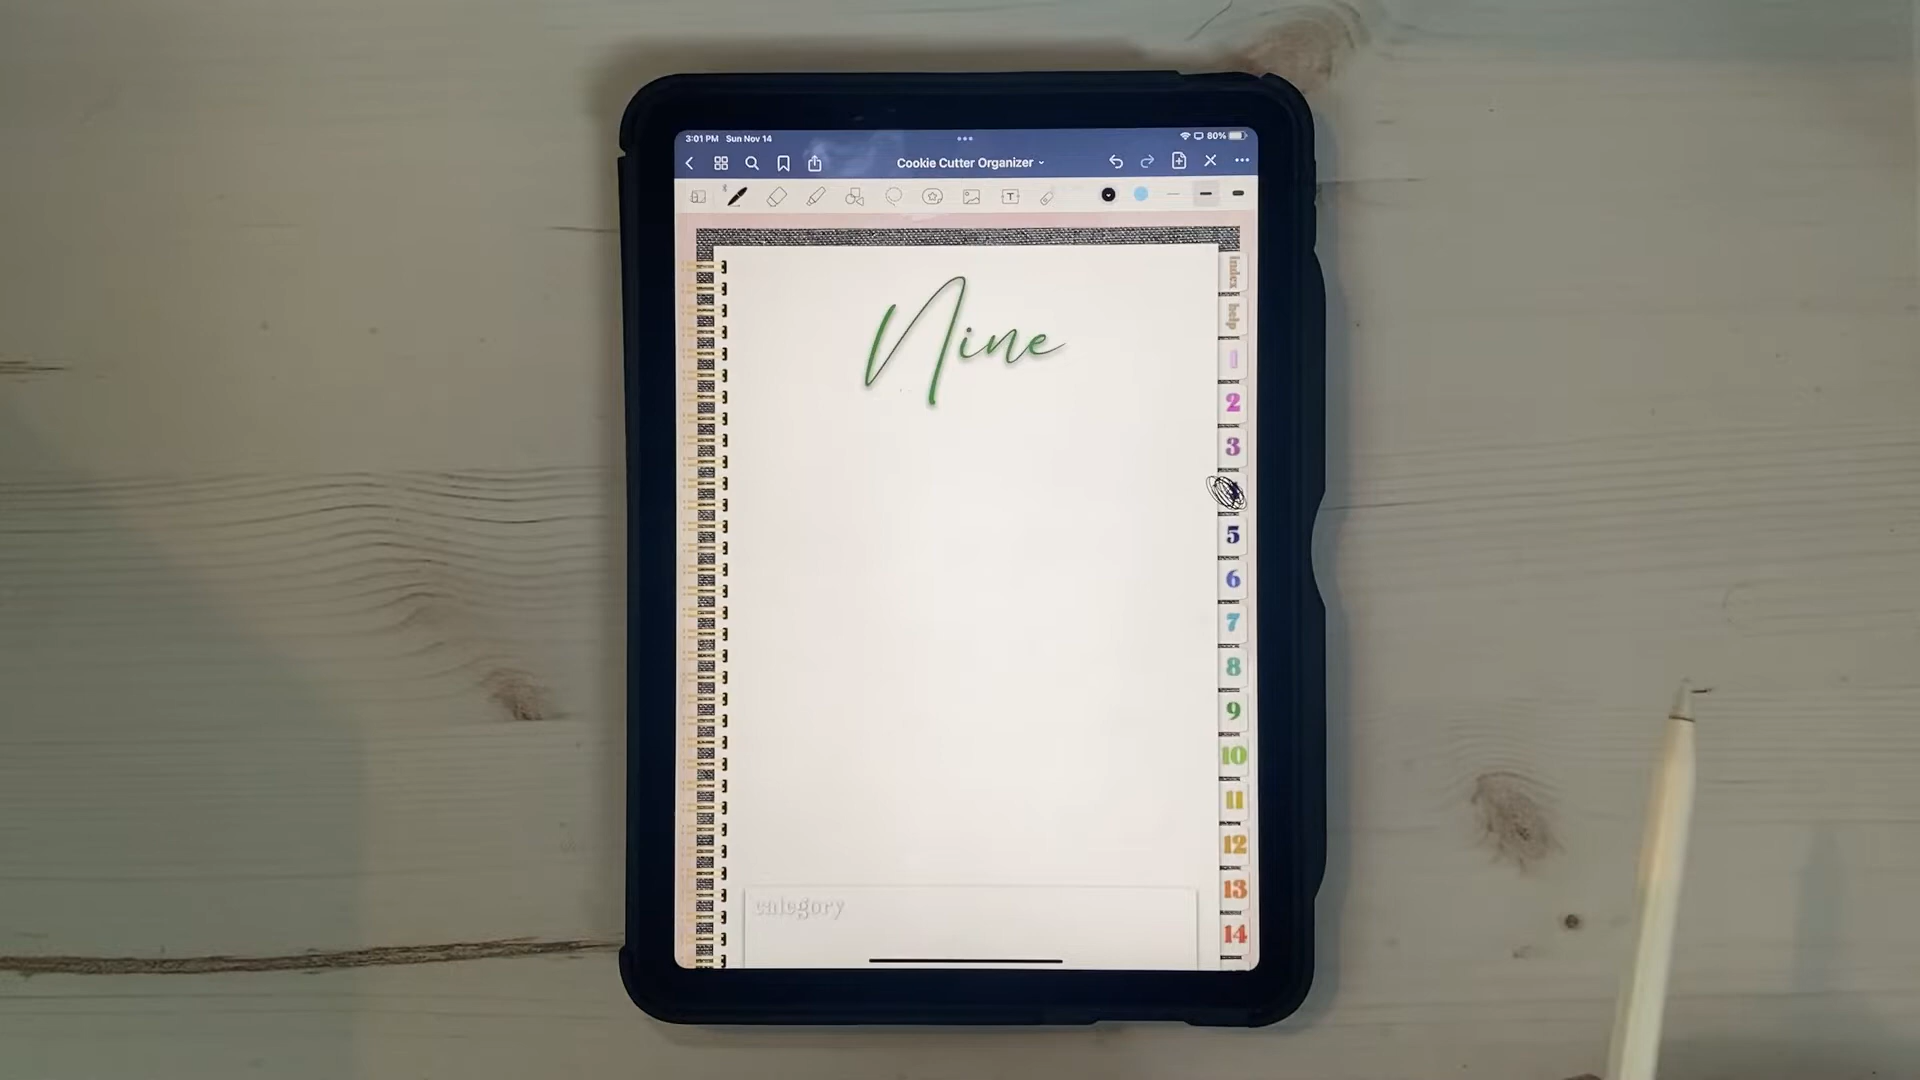 3:01 PM Sun Nov 14
80%
Cookie Cutter Organizer
T
Nine
index
help
1
2
3
5
6
7
8
9
10
11
12
13
14
category